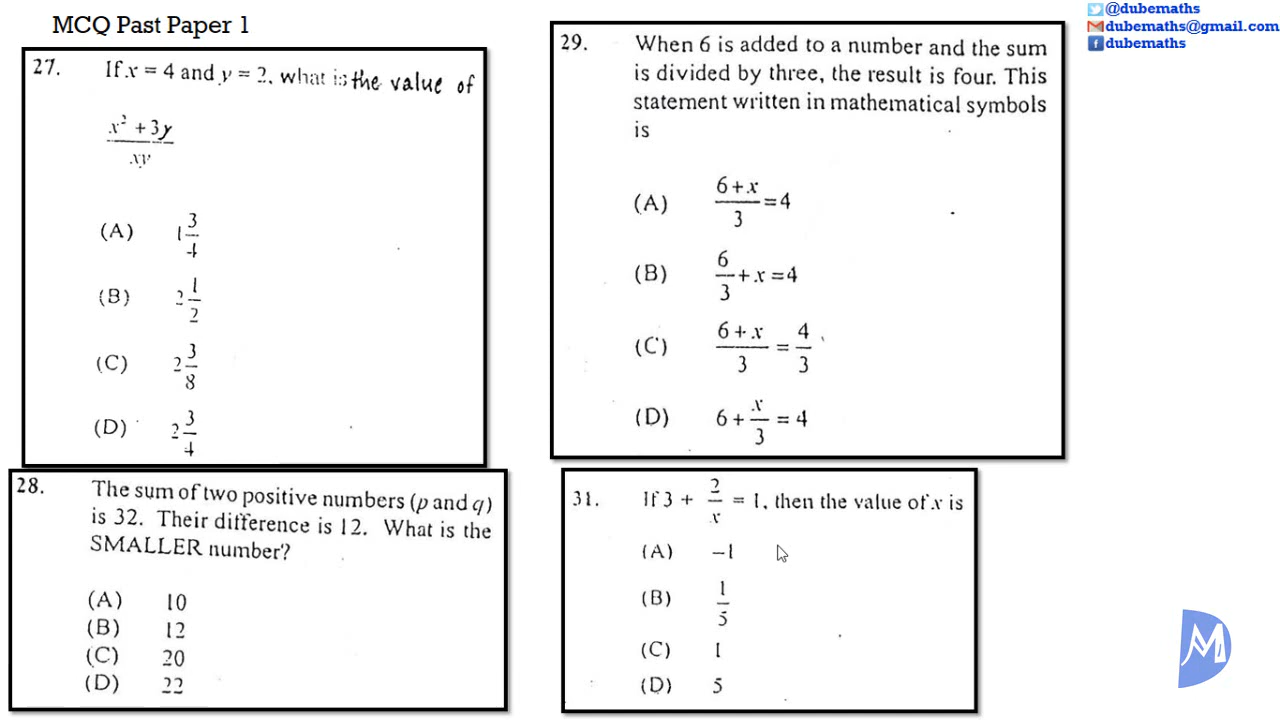 MCQ Past Paper 1
@dubemaths
dubemaths@gmail.com
dubemaths
27. If x = 4 and y = 2, what is the value of
x² + 3y
xy
(A) 1 3/4
(B) 2 1/2
(C) 2 3/8
(D) 2 3/4
28. The sum of two positive numbers (p and q)
is 32. Their difference is 12. What is the
SMALLER number?
(A) 10
(B) 12
(C) 20
(D) 22
29. When 6 is added to a number and the sum
is divided by three, the result is four. This
statement written in mathematical symbols
is
(A) (6 + x)/3 = 4
(B) 6/3 + x = 4
(C) (6 + x)/3 = 4/3
(D) 6 + x/3 = 4
31. If 3 + 2/x = 1, then the value of x is
(A) −1
(B) 1/5
(C) 1
(D) 5
M